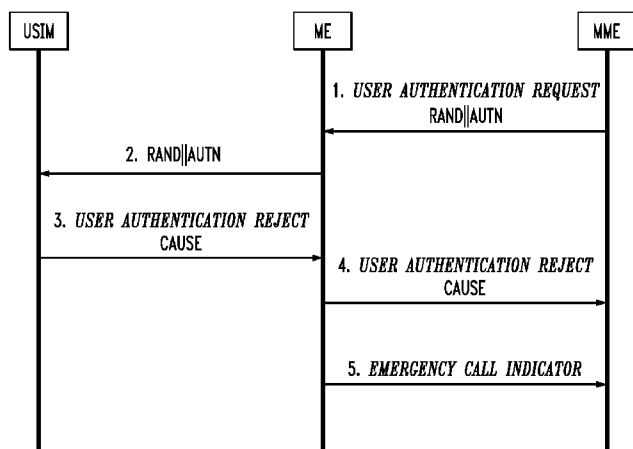 USIM
ME
MME
1. USER AUTHENTICATION REQUEST
RAND||AUTN
2. RAND||AUTN
3. USER AUTHENTICATION REJECT
CAUSE
4. USER AUTHENTICATION REJECT
CAUSE
5. EMERGENCY CALL INDICATOR